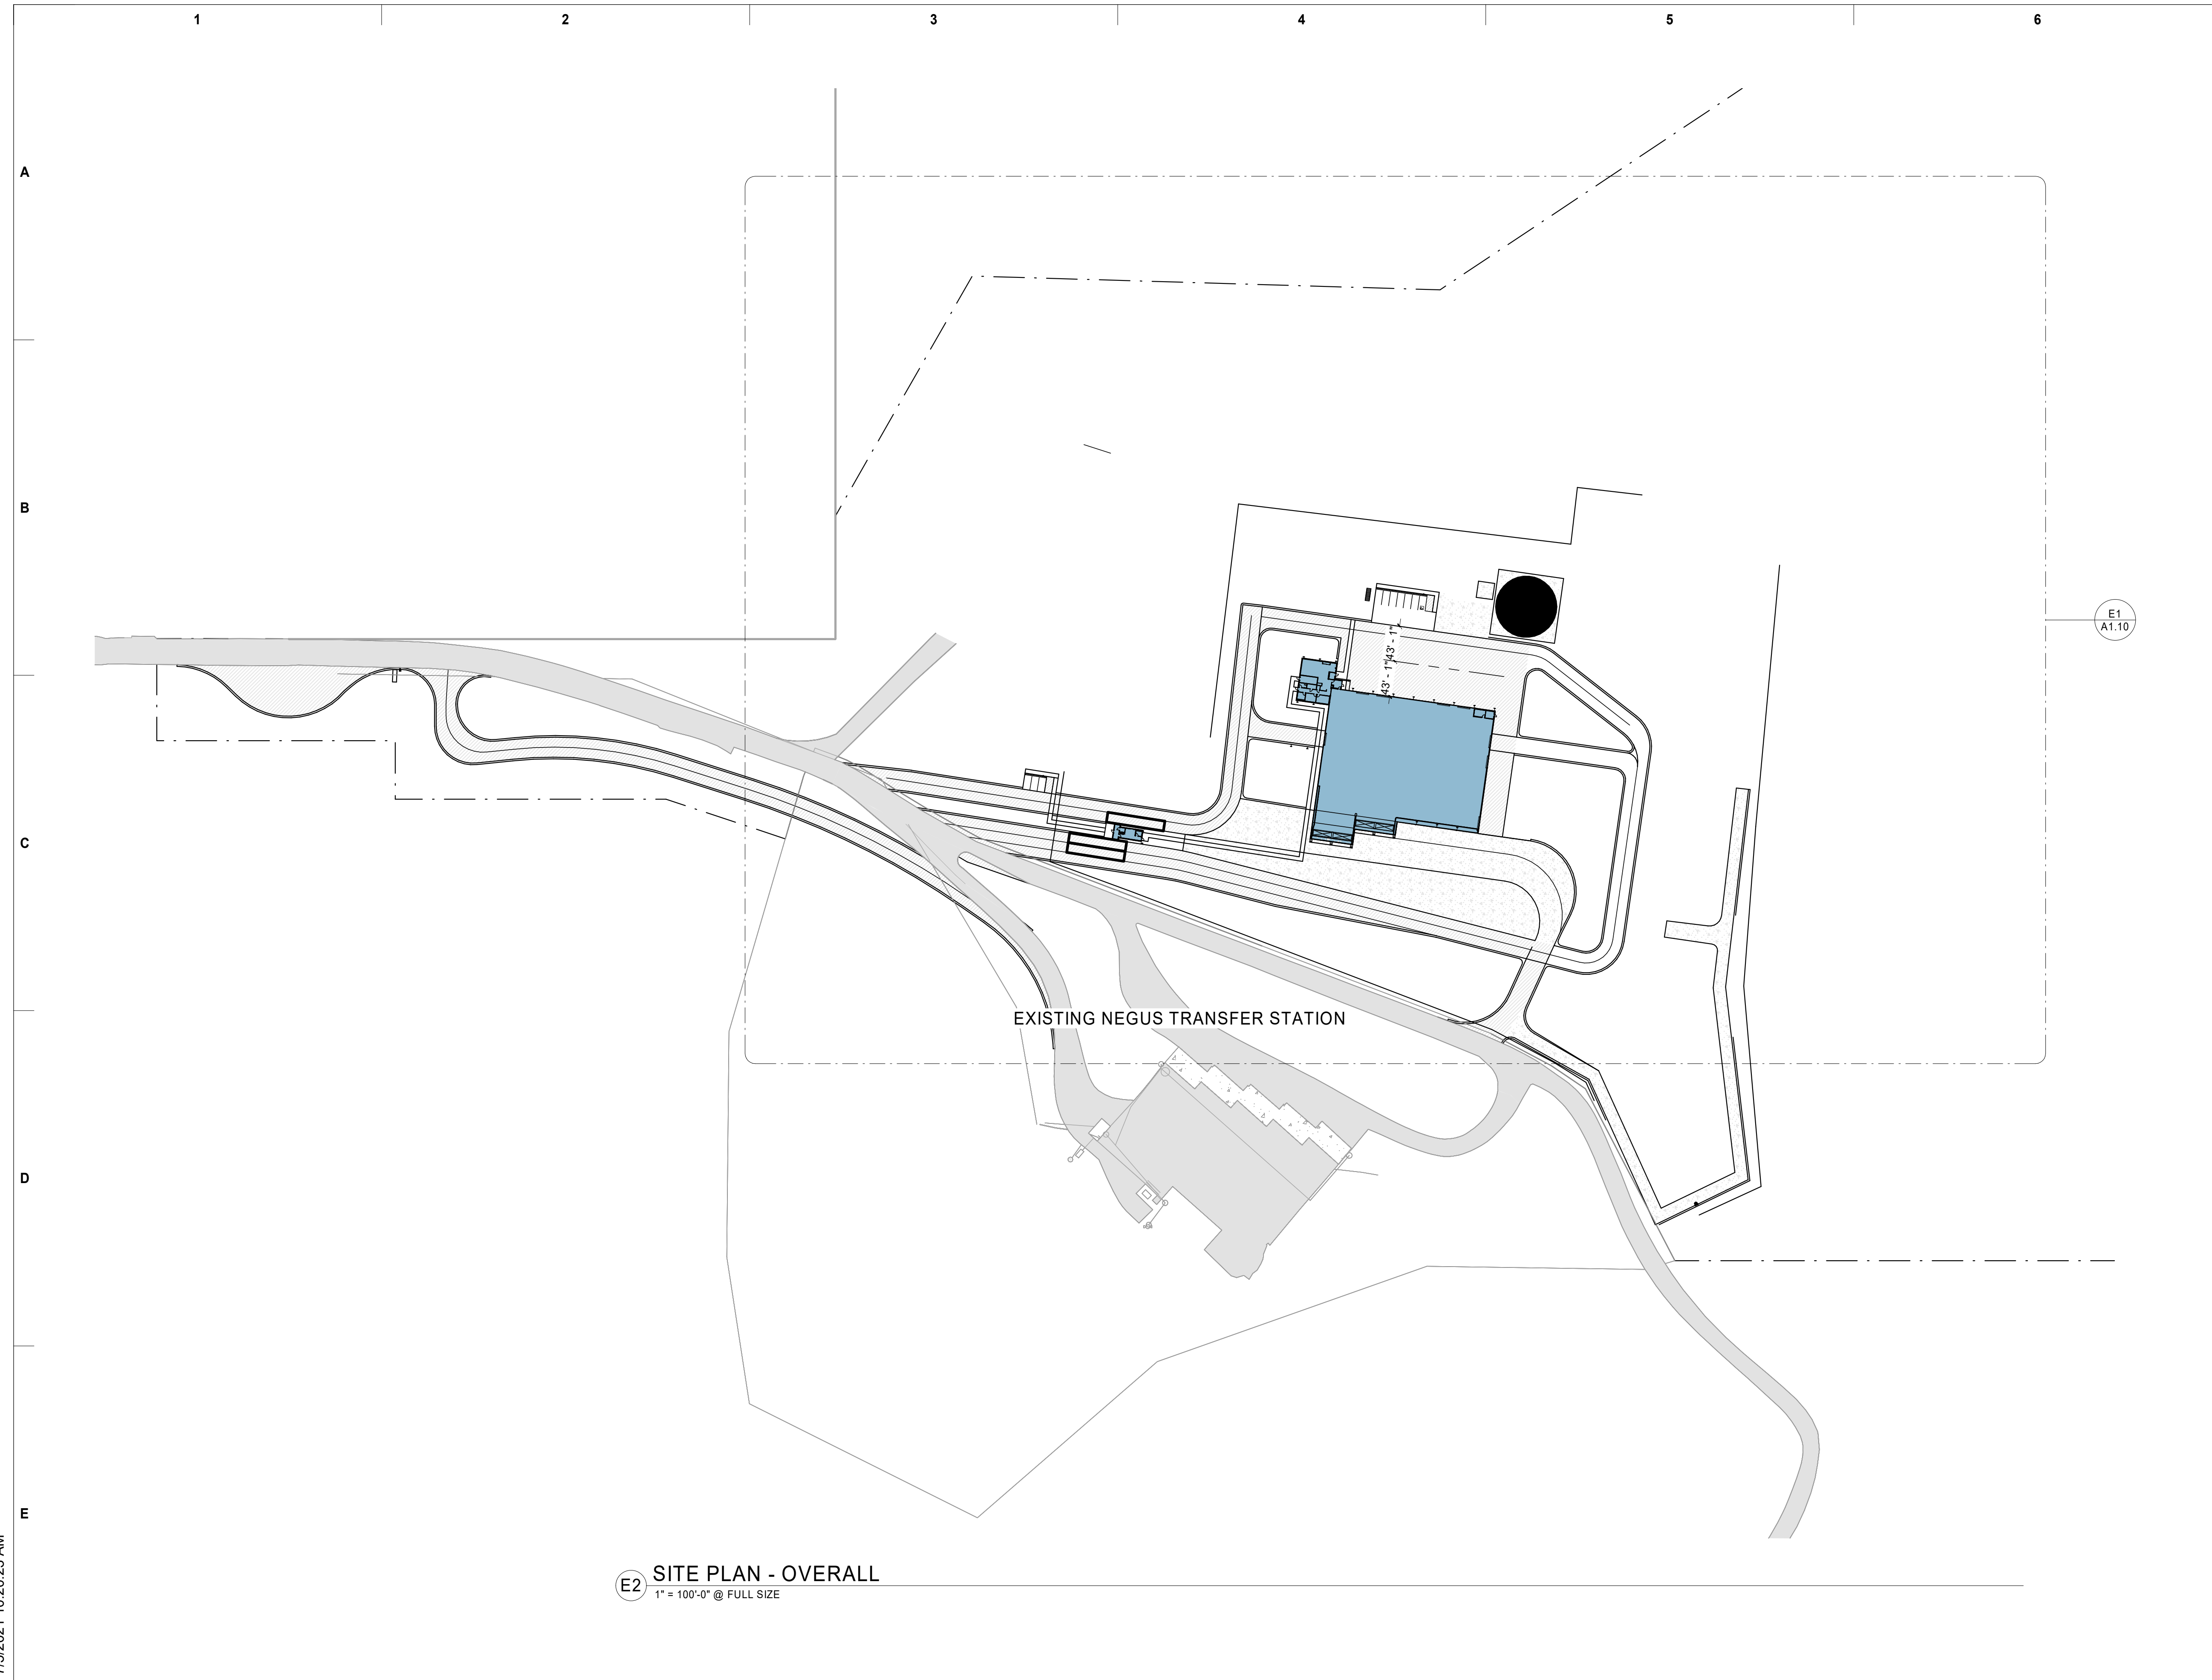 1 2 3 4 5 6
A
B
E1
A1.10
43' - 1" 43' - 1"
C
EXISTING NEGUS TRANSFER STATION
D
E
E2 SITE PLAN - OVERALL
1" = 100'-0" @ FULL SIZE